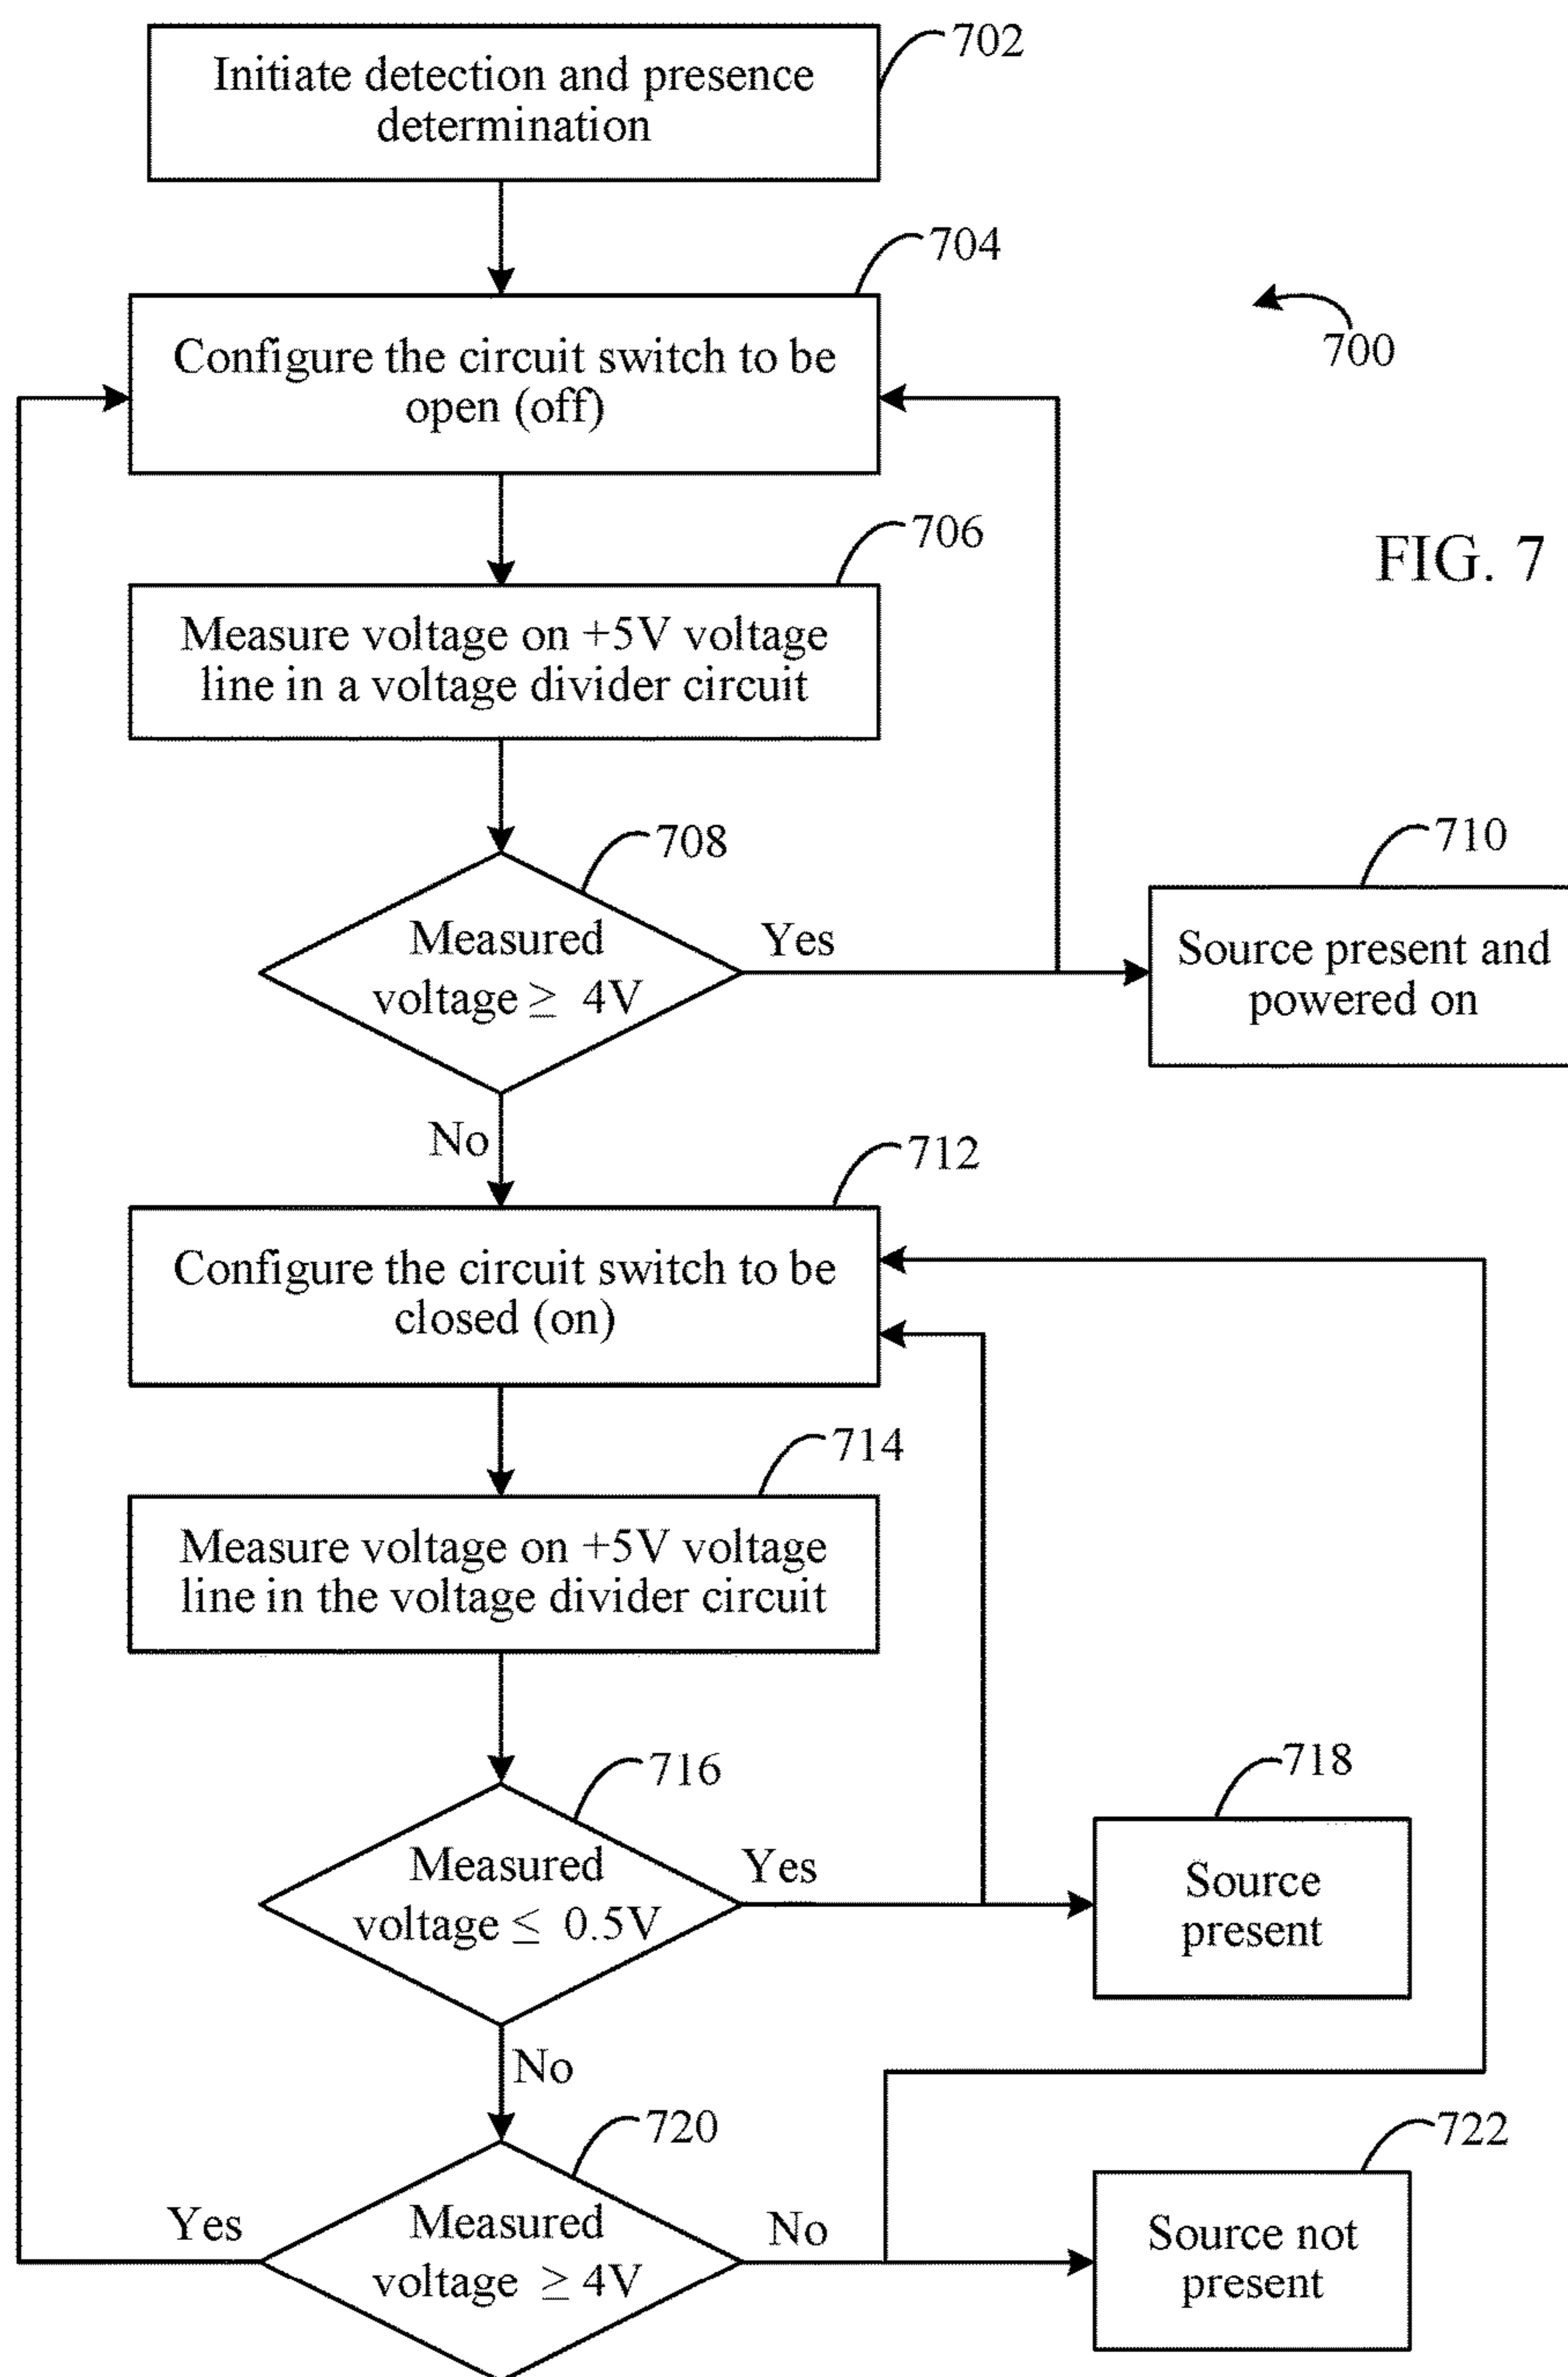 702
Initiate detection and presence
determination
704
Configure the circuit switch to be
open (off)
700
706
FIG. 7
Measure voltage on +5V voltage
line in a voltage divider circuit
708
710
Measured
voltage ≥ 4V
Yes
Source present and
powered on
No
712
Configure the circuit switch to be
closed (on)
714
Measure voltage on +5V voltage
line in the voltage divider circuit
716
718
Measured
voltage ≤ 0.5V
Yes
Source
present
No
720
722
Yes
Measured
voltage ≥ 4V
No
Source not
present